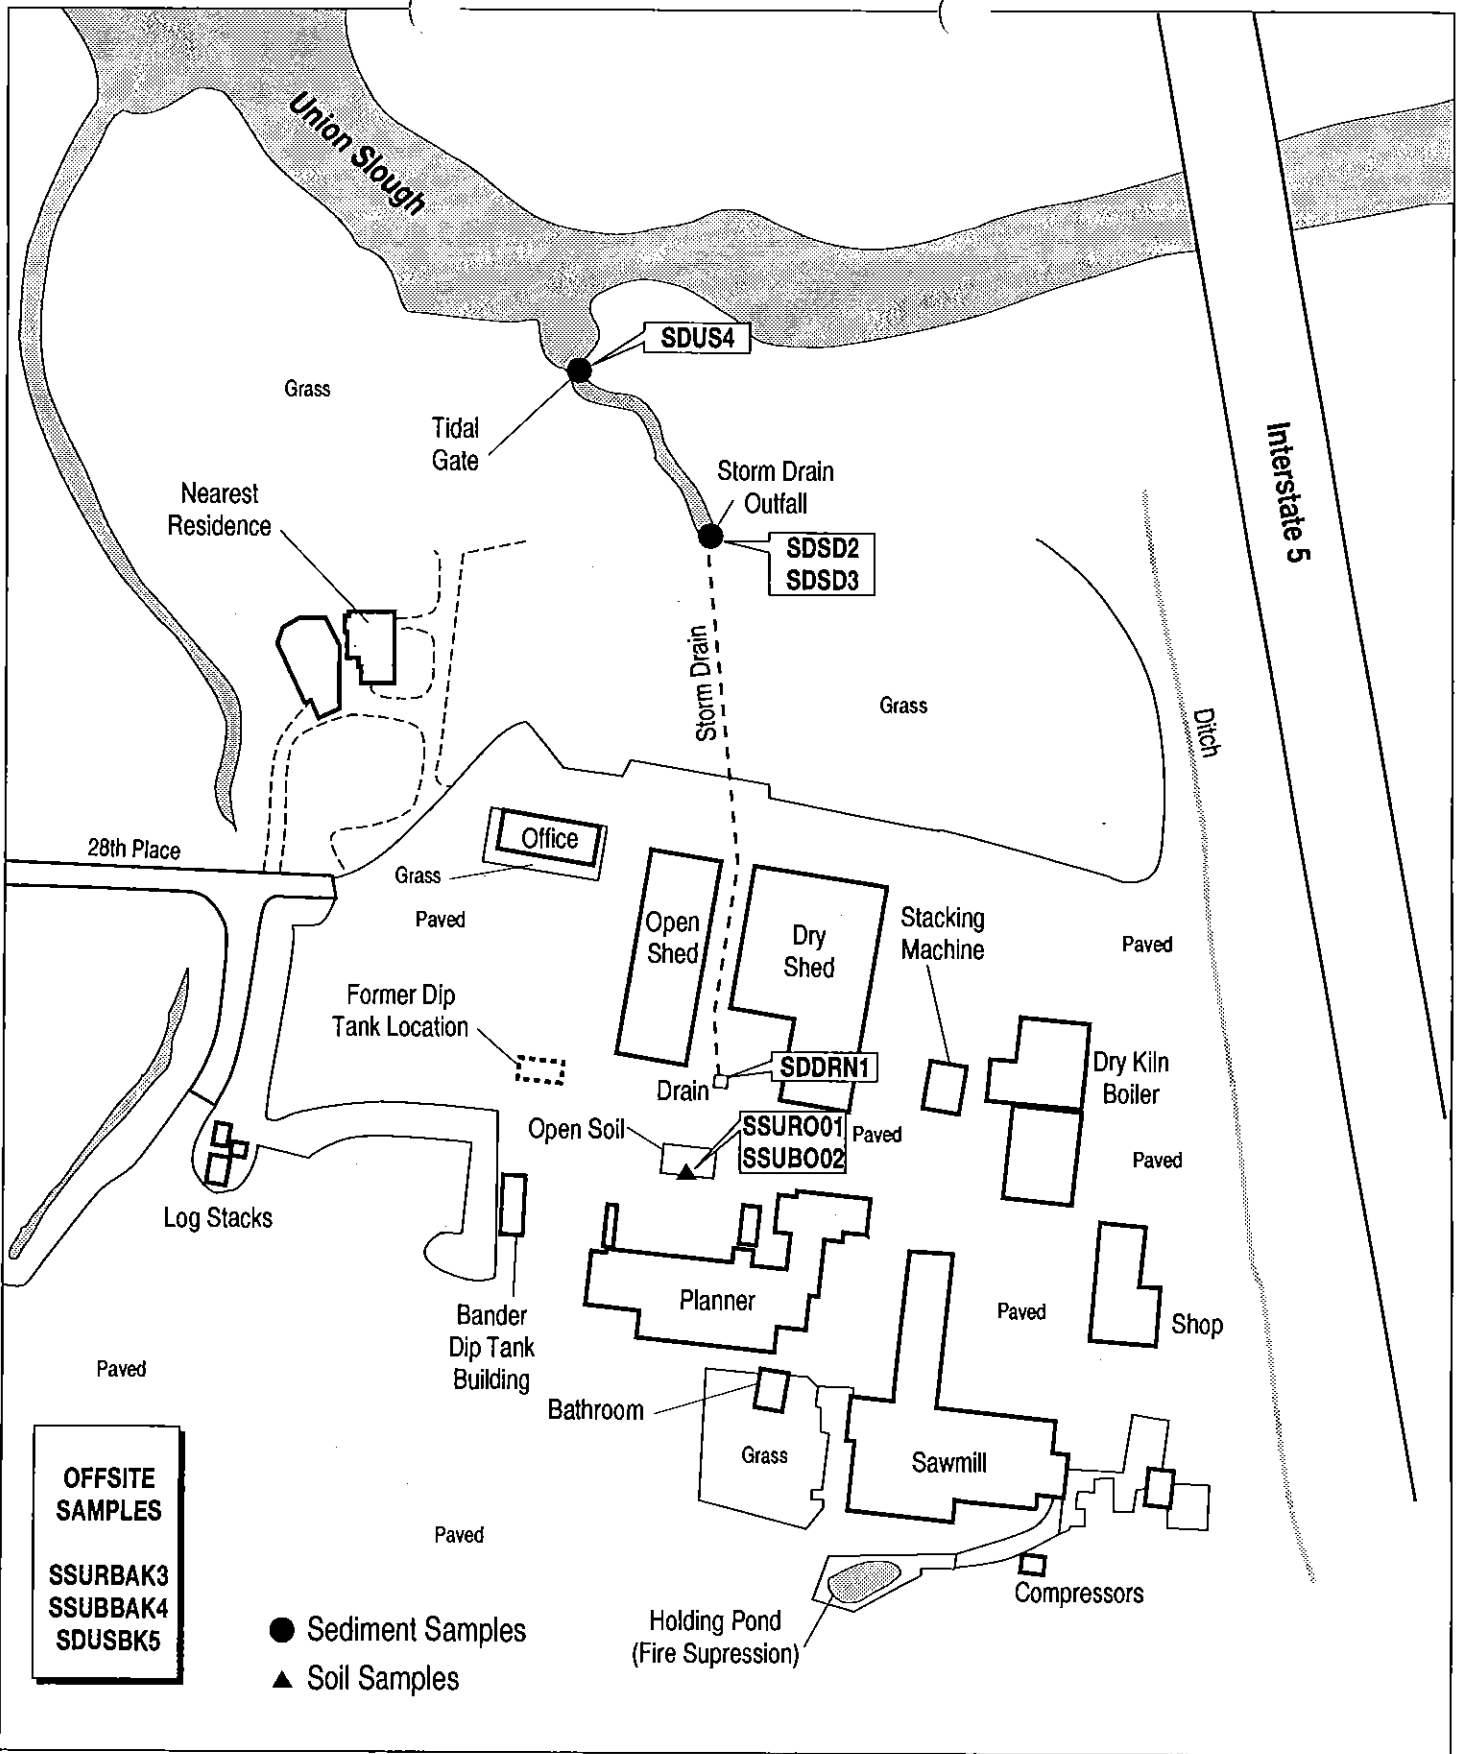 Union Slough
SDUS4
Grass
Tidal
Gate
Storm Drain
Outfall
Nearest
Residence
SDSD2
SDSD3
Interstate 5
Storm Drain
Grass
Ditch
28th Place
Office
Grass
Paved
Open
Shed
Dry
Shed
Stacking
Machine
Paved
Former Dip
Tank Location
SDDRN1
Drain
Dry Kiln
Boiler
Open Soil
SSURO01
SSUBO02
Paved
Paved
Log Stacks
Planner
Paved
Shop
Bander
Dip Tank
Building
Paved
Bathroom
Grass
Sawmill
OFFSITE
SAMPLES
SSURBAK3
SSUBBAK4
SDUSBK5
Paved
Compressors
Holding Pond
(Fire Supression)
Sediment Samples
Soil Samples